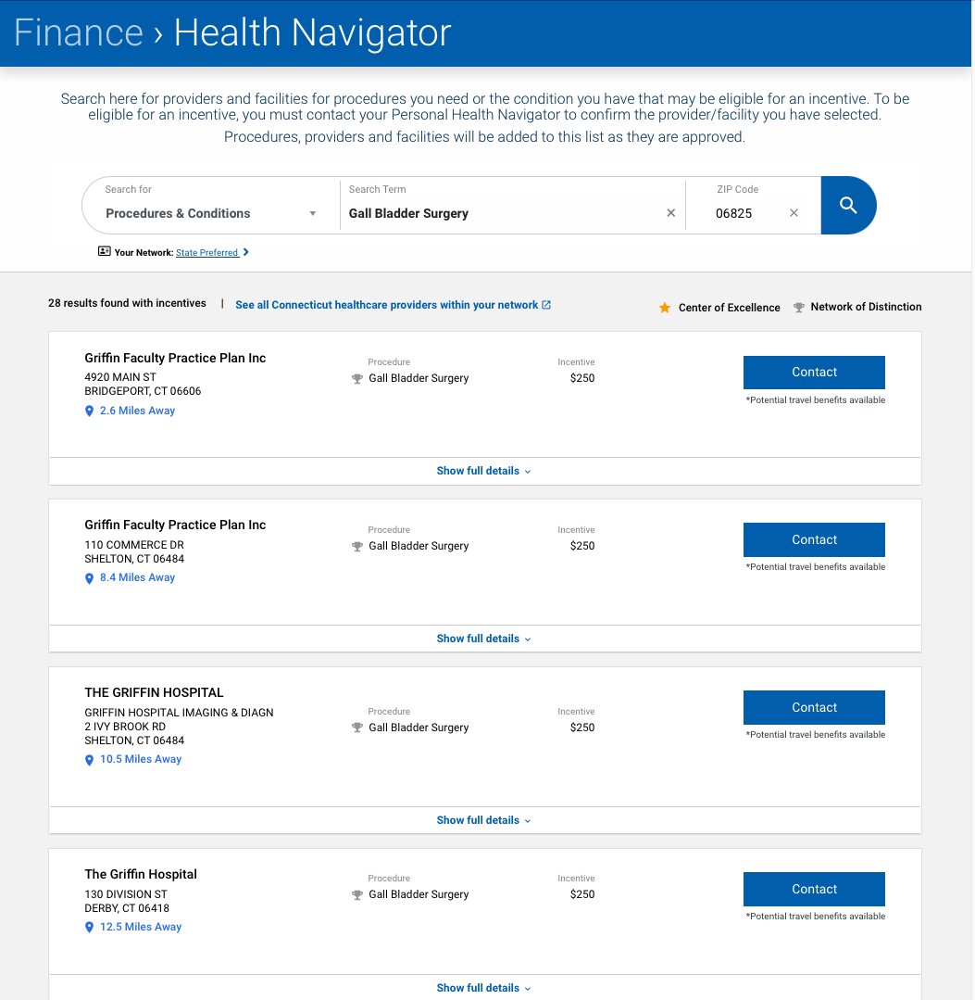 Finance › Health Navigator
Search here for providers and facilities for procedures you need or the condition you have that may be eligible for an incentive. To be
eligible for an incentive, you must contact your Personal Health Navigator to confirm the provider/facility you have selected.
Procedures, providers and facilities will be added to this list as they are approved.
Search for
Procedures & Conditions
Search Term
Gall Bladder Surgery
ZIP Code
06825
Your Network: State Preferred
28 results found with incentives | See all Connecticut healthcare providers within your network
Center of Excellence
Network of Distinction
Griffin Faculty Practice Plan Inc
4920 MAIN ST
BRIDGEPORT, CT 06606
2.6 Miles Away
Procedure
Gall Bladder Surgery
Incentive
$250
Contact
*Potential travel benefits available
Show full details
Griffin Faculty Practice Plan Inc
110 COMMERCE DR
SHELTON, CT 06484
8.4 Miles Away
Procedure
Gall Bladder Surgery
Incentive
$250
Contact
*Potential travel benefits available
Show full details
THE GRIFFIN HOSPITAL
GRIFFIN HOSPITAL IMAGING & DIAGN
2 IVY BROOK RD
SHELTON, CT 06484
10.5 Miles Away
Procedure
Gall Bladder Surgery
Incentive
$250
Contact
*Potential travel benefits available
Show full details
The Griffin Hospital
130 DIVISION ST
DERBY, CT 06418
12.5 Miles Away
Procedure
Gall Bladder Surgery
Incentive
$250
Contact
*Potential travel benefits available
Show full details